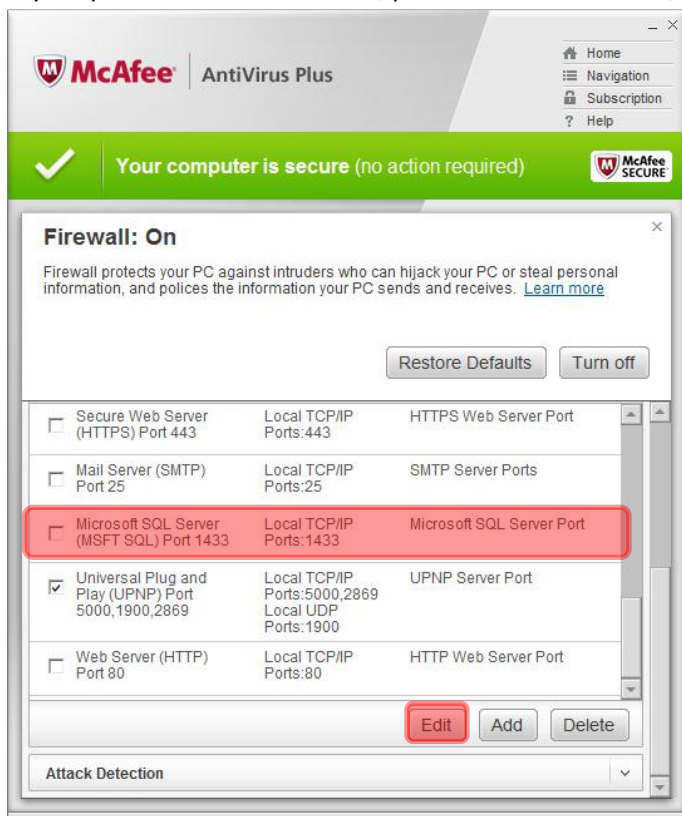 Home
McAfee AntiVirus Plus
Navigation
Subscription
? Help
Your computer is secure (no action required)
McAfee
SECURE
Firewall: On
Firewall protects your PC against intruders who can hijack your PC or steal personal
information, and polices the information your PC sends and receives. Learn more
Restore Defaults Turn off
Secure Web Server
(HTTPS) Port 443
Local TCP/IP
Ports:443
HTTPS Web Server Port
Mail Server (SMTP)
Port 25
Local TCP/IP
Ports:25
SMTP Server Ports
Microsoft SQL Server
(MSFT SQL) Port 1433
Local TCP/IP
Ports:1433
Microsoft SQL Server Port
Universal Plug and
Play (UPNP) Port
5000,1900,2869
Local TCP/IP
Ports:5000,2869
Local UDP
Ports:1900
UPNP Server Port
Web Server (HTTP)
Port 80
Local TCP/IP
Ports:80
HTTP Web Server Port
Edit Add Delete
Attack Detection